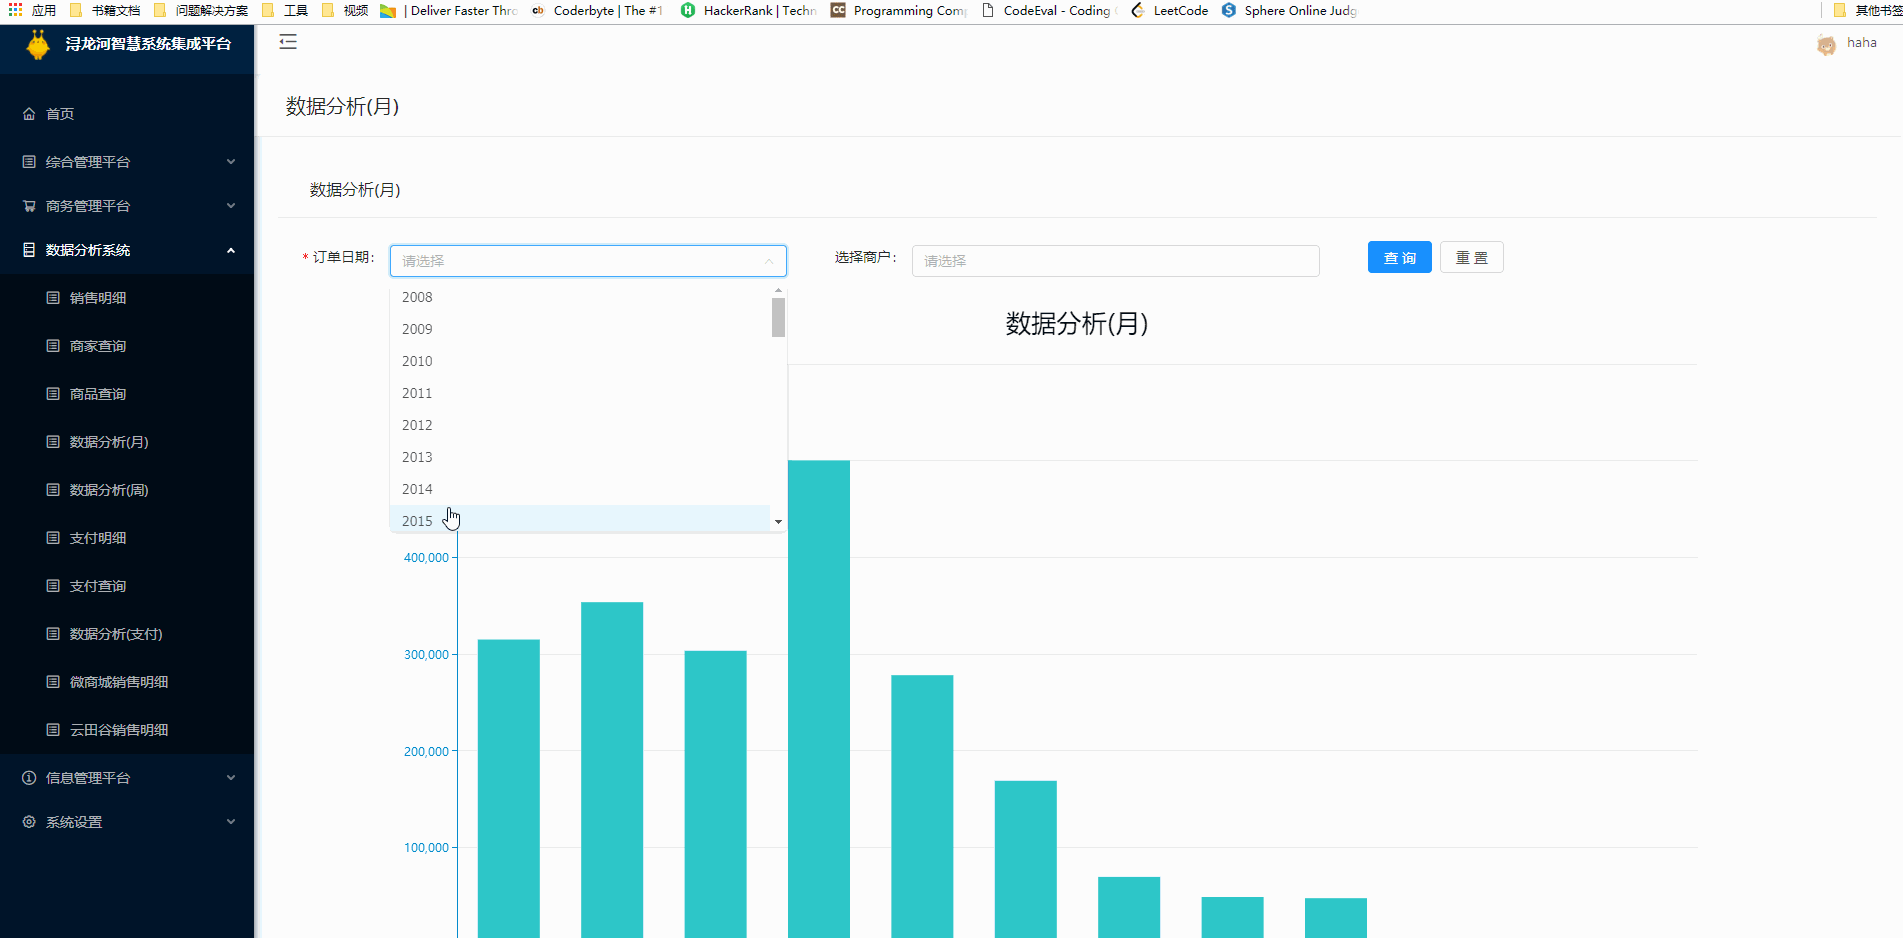 应用 书籍文档 问题解决方案 工具 视频 | Deliver Faster Thro Coderbyte | The #1 HackerRank | Techn Programming Com CodeEval - Coding LeetCode Sphere Online Judg 其他书签
浔龙河智慧系统集成平台
haha
数据分析(月)
首页
综合管理平台
商务管理平台
数据分析系统
销售明细
商家查询
商品查询
数据分析(月)
数据分析(周)
支付明细
支付查询
数据分析(支付)
微商城销售明细
云田谷销售明细
信息管理平台
系统设置
数据分析(月)
* 订单日期: 请选择 选择商户: 请选择 查 询 重 置
2008
2009
2010
2011
2012
2013
2014
2015
数据分析(月)
400,000
300,000
200,000
100,000